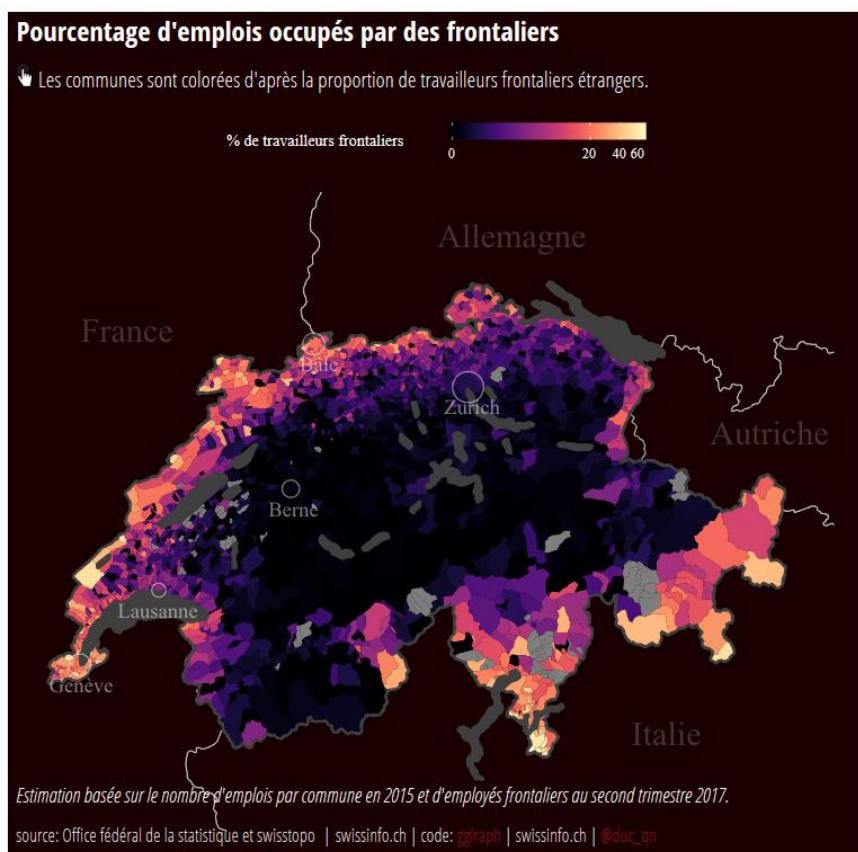 Pourcentage d'emplois occupés par des frontaliers
Les communes sont colorées d'après la proportion de travailleurs frontaliers étrangers.
% de travailleurs frontaliers
0 20 40 60
Allemagne
France
Bâle
Zurich
Autriche
Berne
Lausanne
Genève
Italie
Estimation basée sur le nombre d'emplois par commune en 2015 et d'employés frontaliers au second trimestre 2017.
source: Office fédéral de la statistique et swisstopo | swissinfo.ch | code: ggiraph | swissinfo.ch | @duc_qn